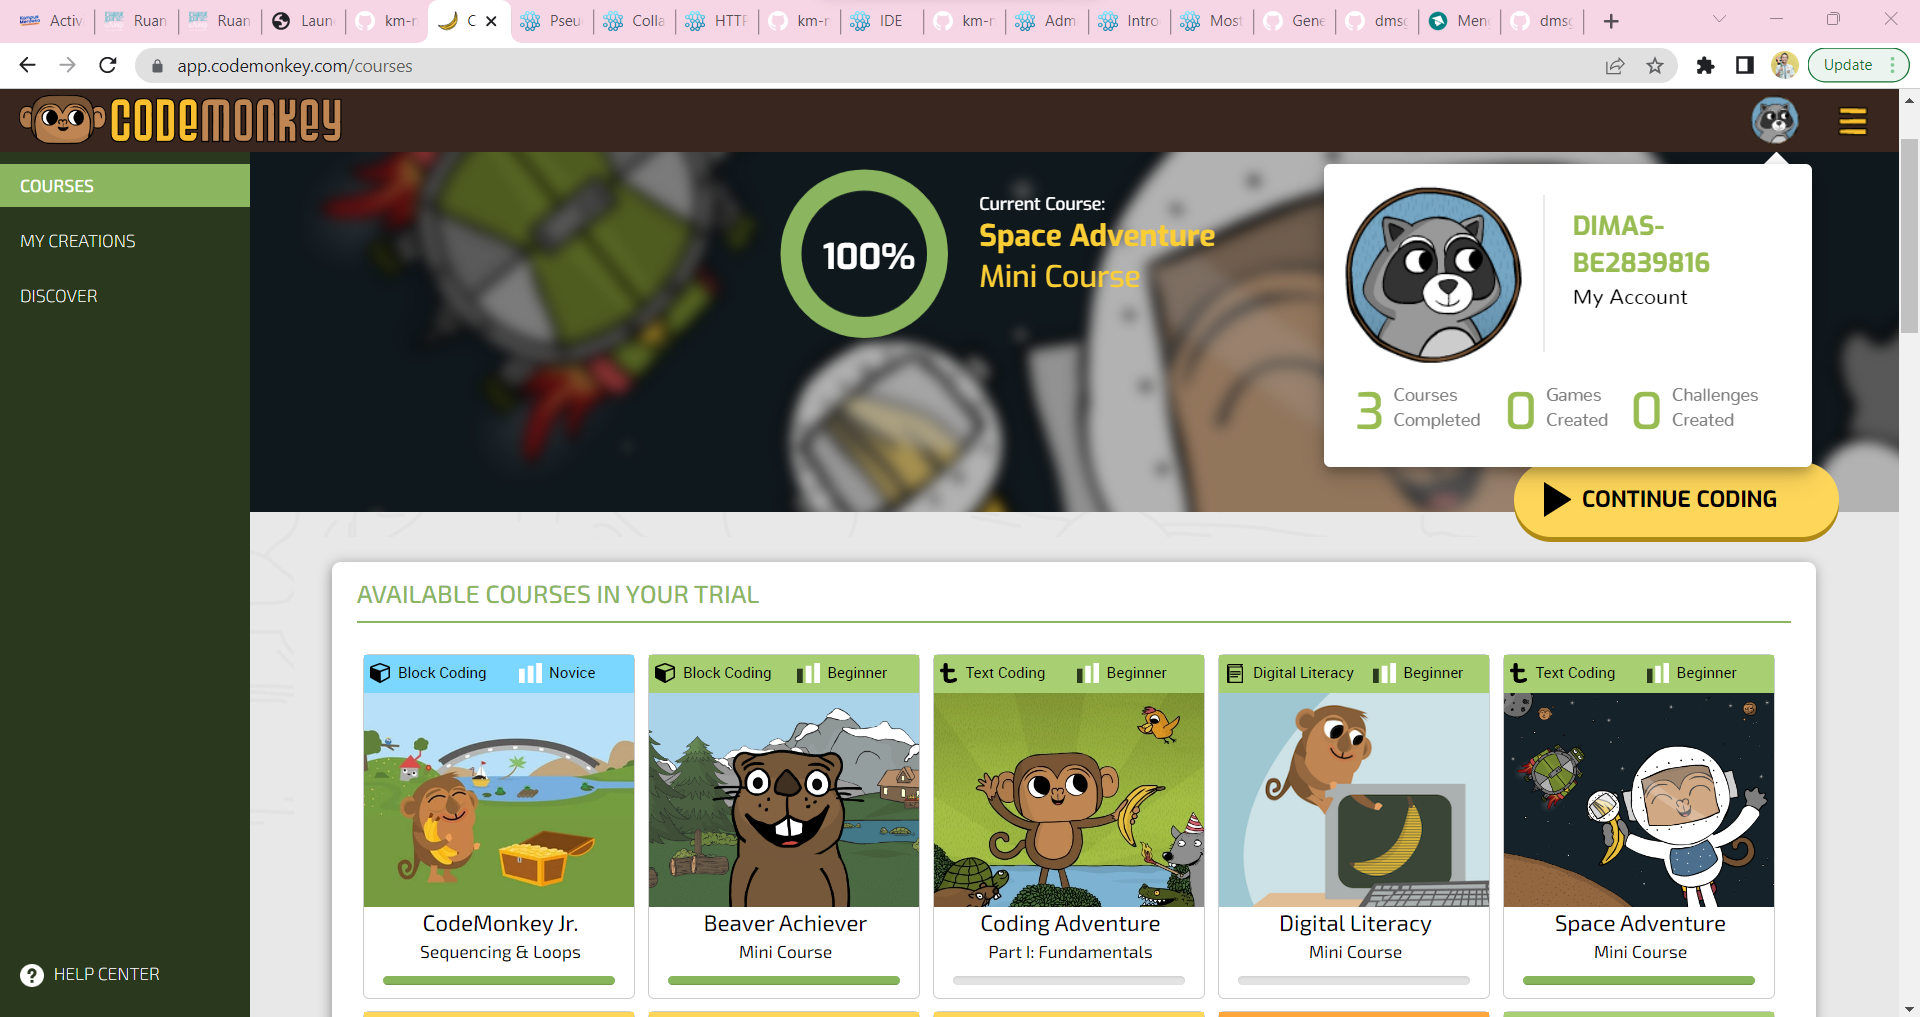 Activ
Ruan
Ruan
Laun
km-r
C
Pseu
Colla
HTTP
km-r
IDE
km-r
Adm
Intro
Most
Gene
dmsg
Men
dmsg
app.codemonkey.com/courses
Update
CODEMONKEY
COURSES
MY CREATIONS
DISCOVER
HELP CENTER
100%
Current Course:
Space Adventure
Mini Course
DIMAS-
BE2839816
My Account
3 Courses Completed
0 Games Created
0 Challenges Created
CONTINUE CODING
AVAILABLE COURSES IN YOUR TRIAL
Block Coding Novice
CodeMonkey Jr.
Sequencing & Loops
Block Coding Beginner
Beaver Achiever
Mini Course
Text Coding Beginner
Coding Adventure
Part I: Fundamentals
Digital Literacy Beginner
Digital Literacy
Mini Course
Text Coding Beginner
Space Adventure
Mini Course